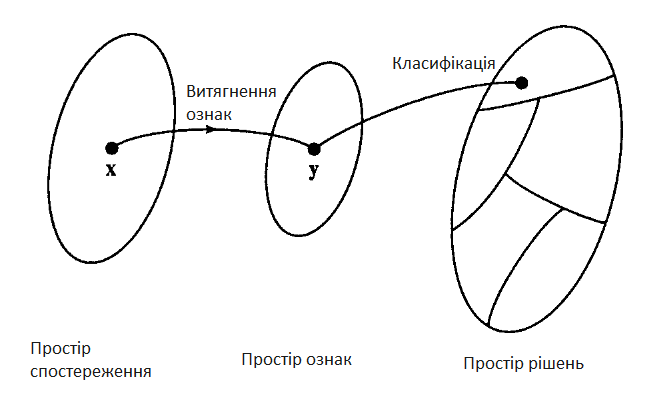 Витягнення
ознак
Класифікація
x
y
Простір
спостереження
Простір ознак
Простір рішень